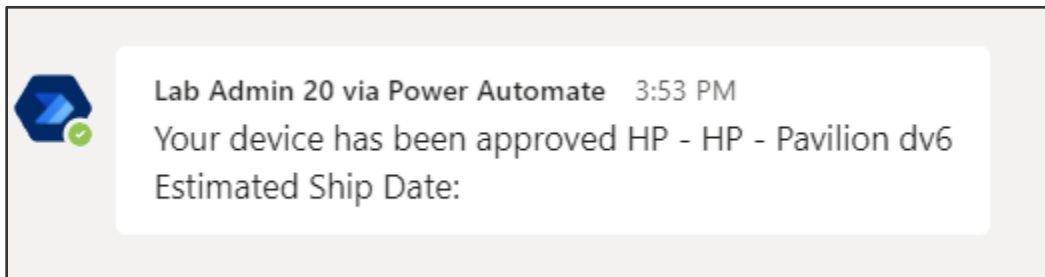 Lab Admin 20 via Power Automate 3:53 PM
Your device has been approved HP - HP - Pavilion dv6
Estimated Ship Date: